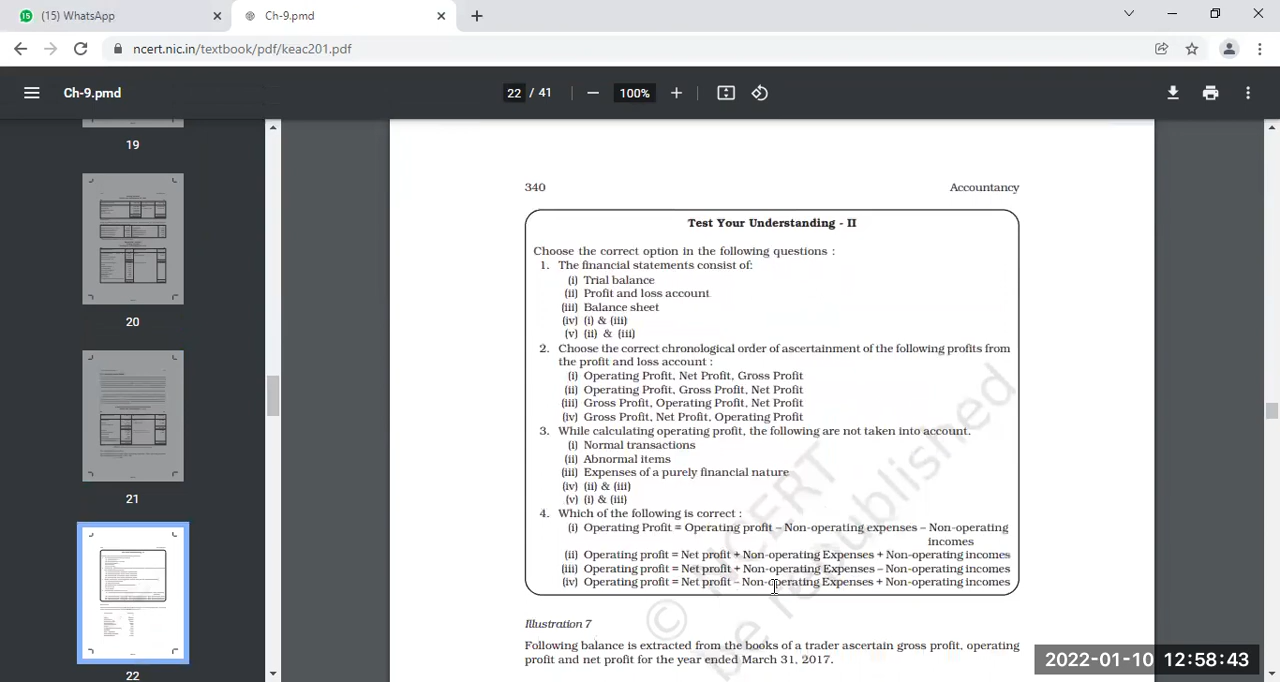 15 (15) WhatsApp
Ch-9.pmd
ncert.nic.in/textbook/pdf/keac201.pdf
Ch-9.pmd
22 / 41
100%
19
20
21
22
340 Accountancy
Test Your Understanding - II
Choose the correct option in the following questions :
1. The financial statements consist of:
(i) Trial balance
(ii) Profit and loss account
(iii) Balance sheet
(iv) (i) & (iii)
(v) (ii) & (iii)
2. Choose the correct chronological order of ascertainment of the following profits from
the profit and loss account :
(i) Operating Profit, Net Profit, Gross Profit
(ii) Operating Profit, Gross Profit, Net Profit
(iii) Gross Profit, Operating Profit, Net Profit
(iv) Gross Profit, Net Profit, Operating Profit
3. While calculating operating profit, the following are not taken into account.
(i) Normal transactions
(ii) Abnormal items
(iii) Expenses of a purely financial nature
(iv) (ii) & (iii)
(v) (i) & (iii)
4. Which of the following is correct :
(i) Operating Profit = Operating profit – Non-operating expenses – Non-operating
incomes
(ii) Operating profit = Net profit + Non-operating Expenses + Non-operating incomes
(iii) Operating profit = Net profit + Non-operating Expenses – Non-operating incomes
(iv) Operating profit = Net profit – Non-operating Expenses + Non-operating incomes
Illustration 7
Following balance is extracted from the books of a trader ascertain gross profit, operating
profit and net profit for the year ended March 31, 2017.
2022-01-10 12:58:43